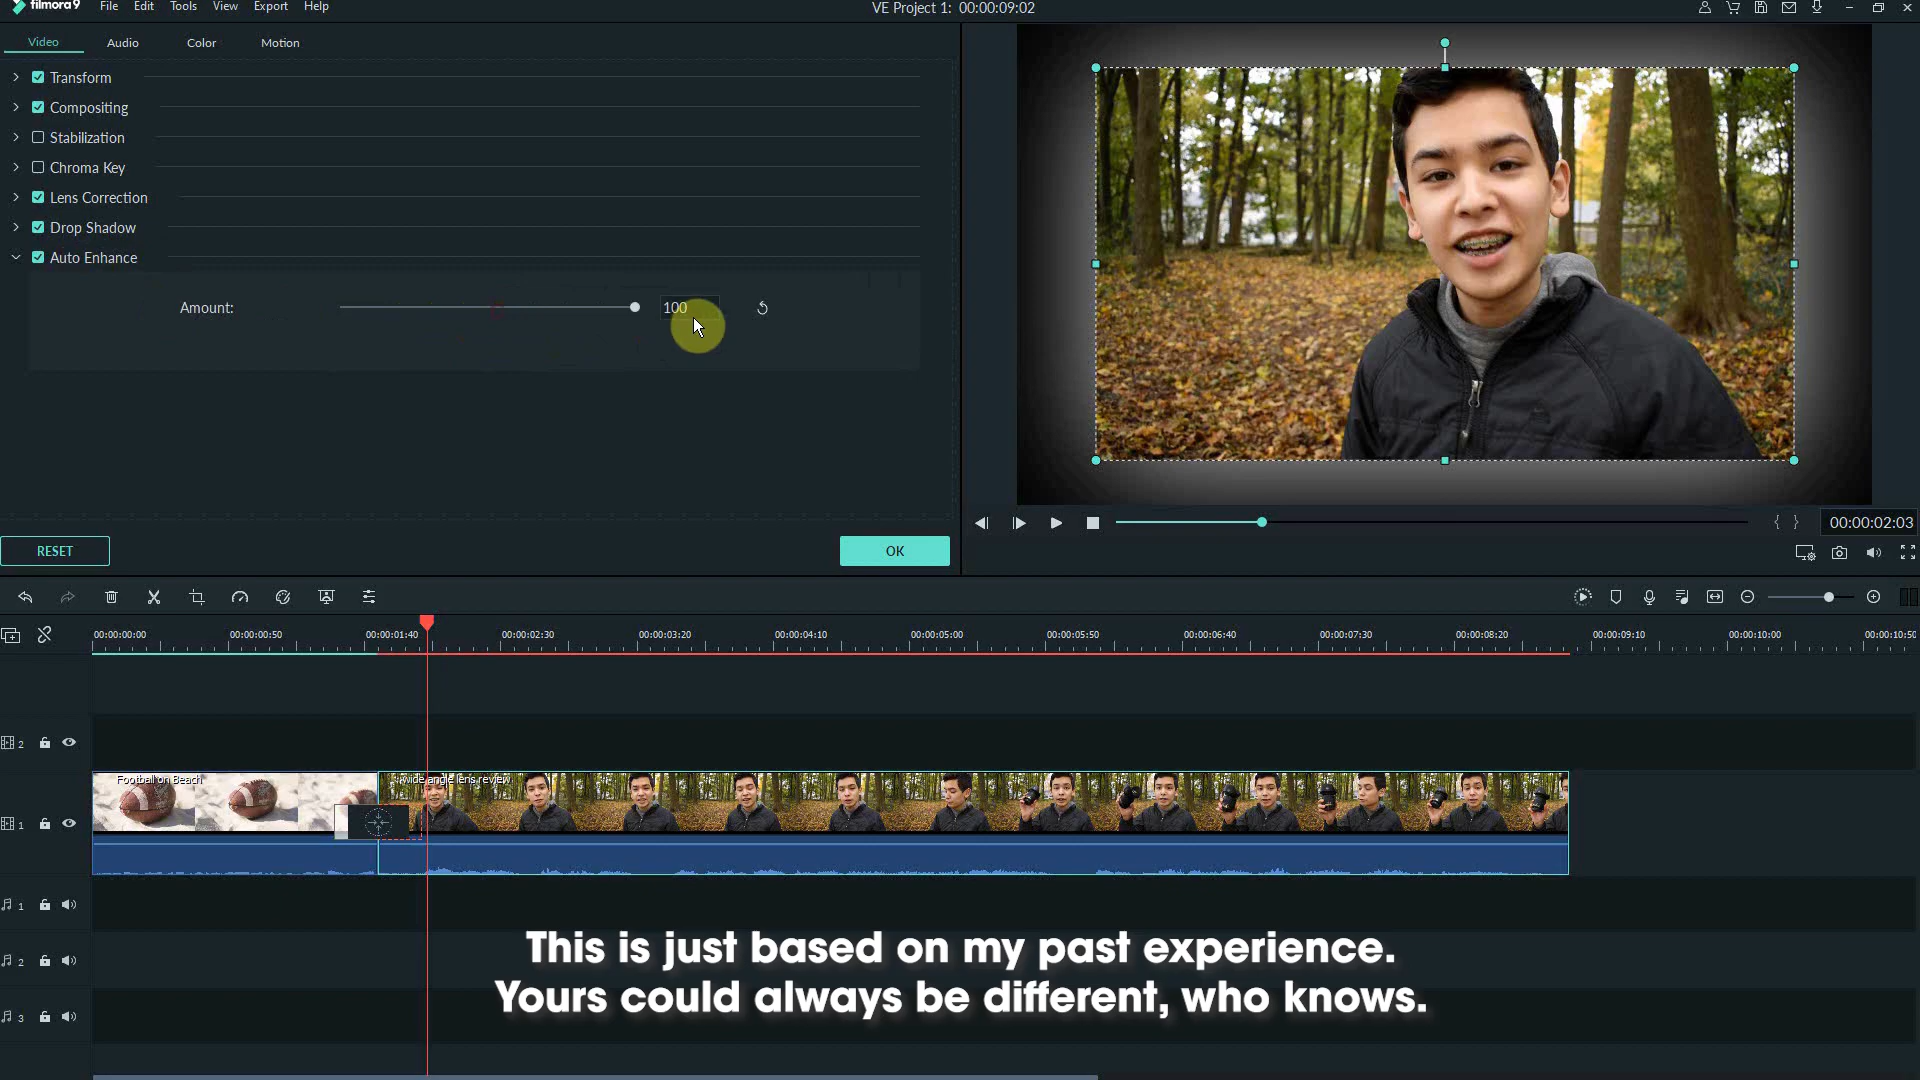 filmora9
File Edit Tools View Export Help
VE Project 1: 00:00:09:02
Video Audio Color Motion
Transform
Compositing
Stabilization
Chroma Key
Lens Correction
Drop Shadow
Auto Enhance
Amount: 100
RESET
OK
00:00:02:03
00:00:00:00 00:00:00:50 00:00:01:40 00:00:02:30 00:00:03:20 00:00:04:10 00:00:05:00 00:00:05:50 00:00:06:40 00:00:07:30 00:00:08:20 00:00:09:10 00:00:10:00 00:00:10:50
2
Football on Beach
wide angle lens review
1
1
2
3
This is just based on my past experience.
Yours could always be different, who knows.